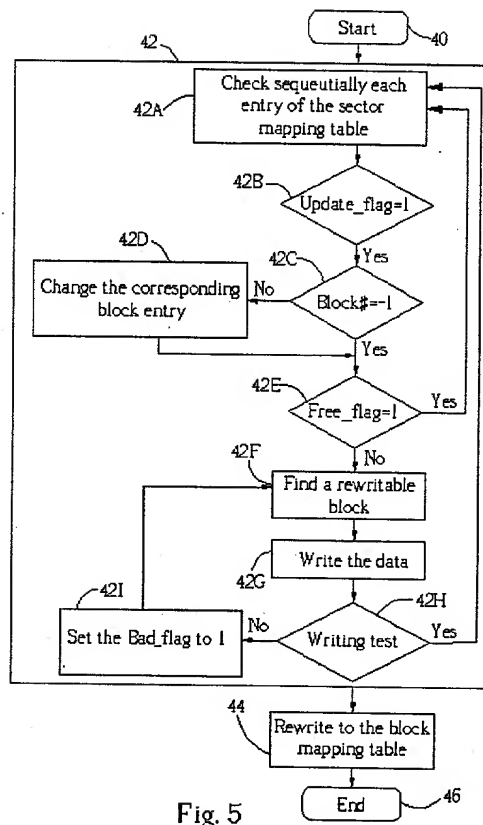 Start
40
42
Check sequeutially each
entry of the sector
mapping table
42A
42B
Update_flag=1
Yes
42D
42C
Change the corresponding
block entry
No
Block#=-1
Yes
42E
Free_flag=1
Yes
No
42F
Find a rewritable
block
Write the data
42G
42I
42H
Set the Bad_flag to 1
No
Writing test
Yes
44
Rewrite to the block
mapping table
End
46
Fig. 5